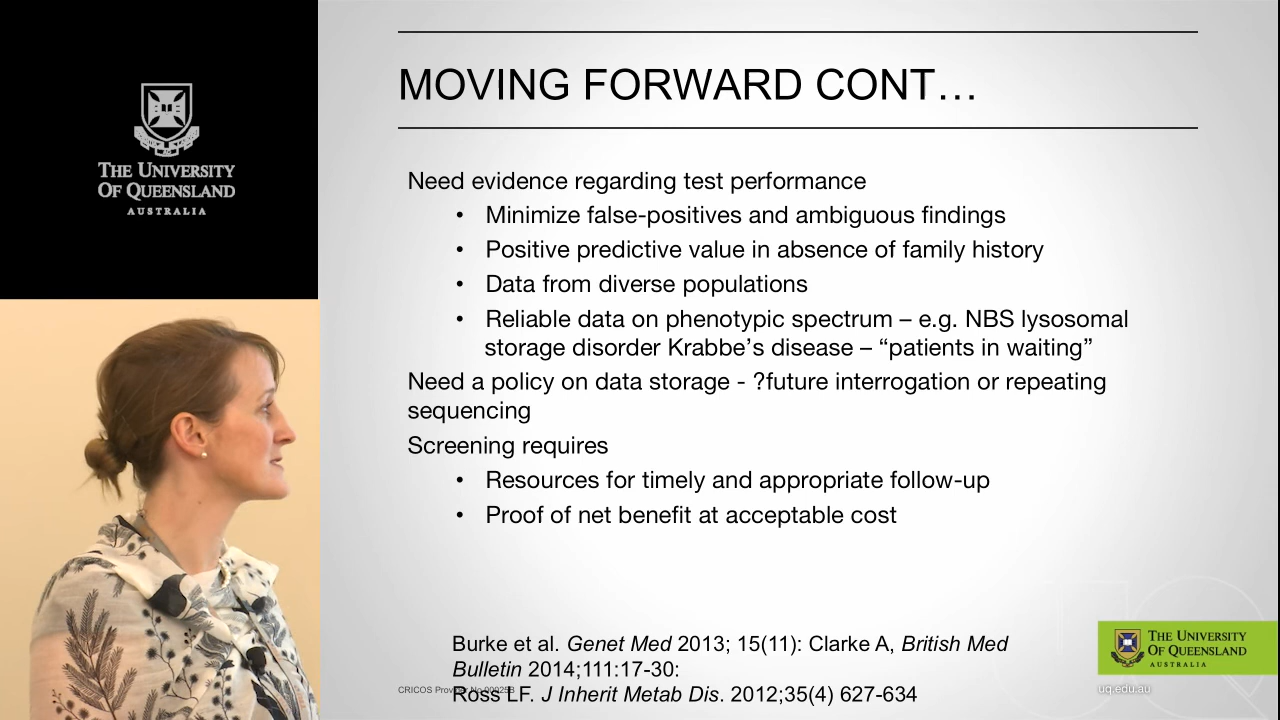 THE UNIVERSITY
OF QUEENSLAND
AUSTRALIA
MOVING FORWARD CONT…
Need evidence regarding test performance
• Minimize false-positives and ambiguous findings
• Positive predictive value in absence of family history
• Data from diverse populations
• Reliable data on phenotypic spectrum – e.g. NBS lysosomal
storage disorder Krabbe’s disease – “patients in waiting”
Need a policy on data storage - ?future interrogation or repeating
sequencing
Screening requires
• Resources for timely and appropriate follow-up
• Proof of net benefit at acceptable cost
Burke et al. Genet Med 2013; 15(11): Clarke A, British Med
Bulletin 2014;111:17-30:
Ross LF. J Inherit Metab Dis. 2012;35(4) 627-634
CRICOS
THE UNIVERSITY
OF QUEENSLAND
AUSTRALIA
uq.edu.au